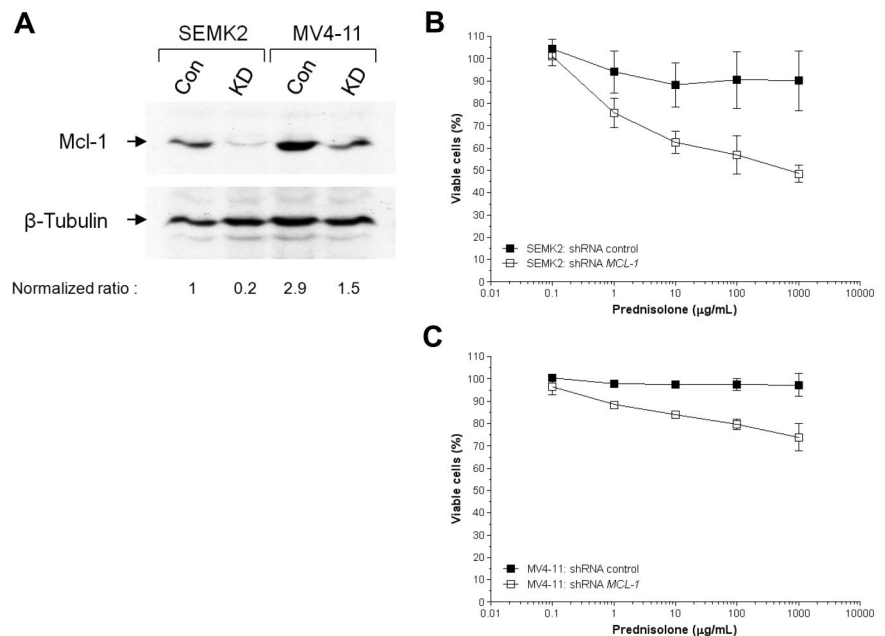 A
SEMK2 MV4-11
Con KD Con KD
Mcl-1
β-Tubulin
Normalized ratio : 1 0.2 2.9 1.5
B
110
100
90
80
70
60
50
40
30
20
10
0
Viable cells (%)
SEMK2: shRNA control
SEMK2: shRNA MCL-1
0.01 0.1 1 10 100 1000 10000
Prednisolone (µg/mL)
C
110
100
90
80
70
60
50
40
30
20
10
0
Viable cells (%)
MV4-11: shRNA control
MV4-11: shRNA MCL-1
0.01 0.1 1 10 100 1000 10000
Prednisolone (µg/mL)